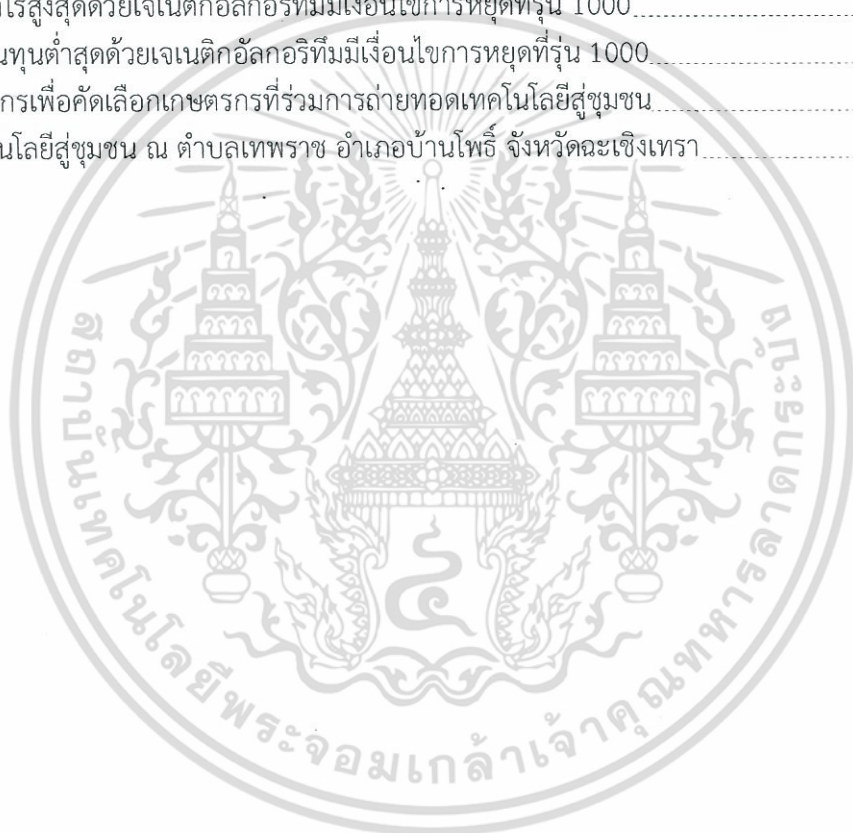 ไรสูงสุดด้วยเจเนติกอัลกอริทึมมีเงื่อนไขการหยุดที่รุ่น 1000
นทุนต่ำสุดด้วยเจเนติกอัลกอริทึมมีเงื่อนไขการหยุดที่รุ่น 1000
กรเพื่อคัดเลือกเกษตรกรที่ร่วมการถ่ายทอดเทคโนโลยีสู่ชุมชน
นโลยีสู่ชุมชน ณ ตำบลเทพราช อำเภอบ้านโพธิ์ จังหวัดฉะเชิงเทรา
สถาบันเทคโนโลยีพระจอมเกล้าเจ้าคุณทหารลาดกระบัง